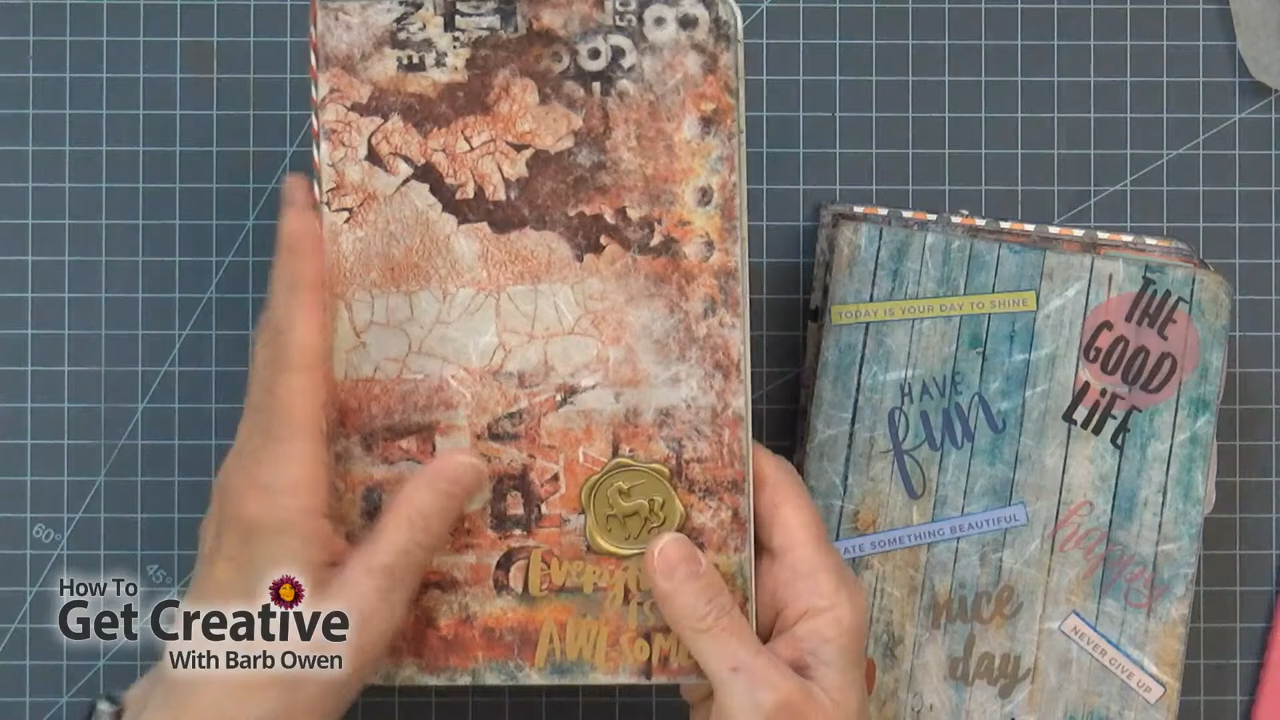 TODAY IS YOUR DAY TO SHINE
THE
GOOD
LiFE
HAVE
fun
ATE SOMETHING BEAUTIFUL
happy
nice
day
NEVER GIVE UP
is
AWESOME
60°
45°
How To
Get Creative
With Barb Owen